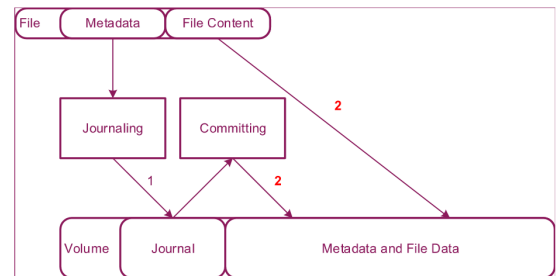 File
Metadata
File Content
2
Journaling
Committing
1
2
Volume
Journal
Metadata and File Data